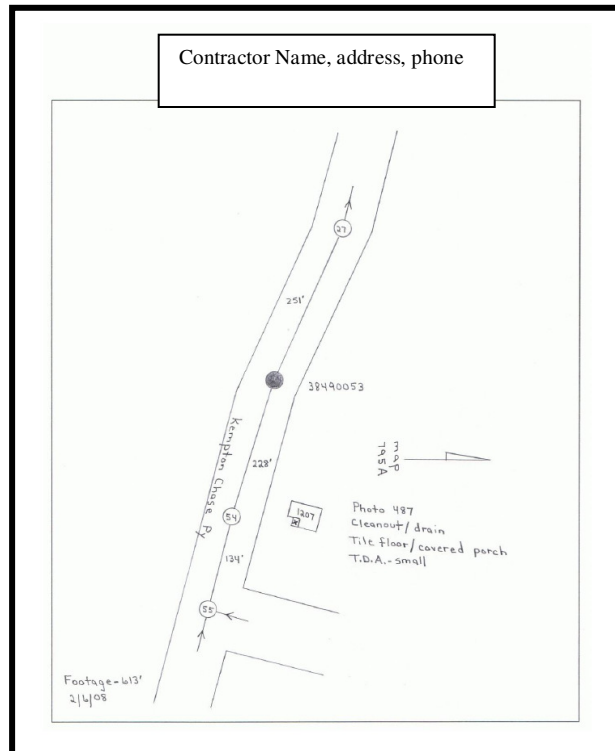 Contractor Name, address, phone
27
251'
38490053
Kempton Chase Py
228'
map
795A
54
1207
Photo 487
Cleanout/drain
Tile floor/covered porch
T.D.A.-small
134'
55
Footage-613'
2/6/08